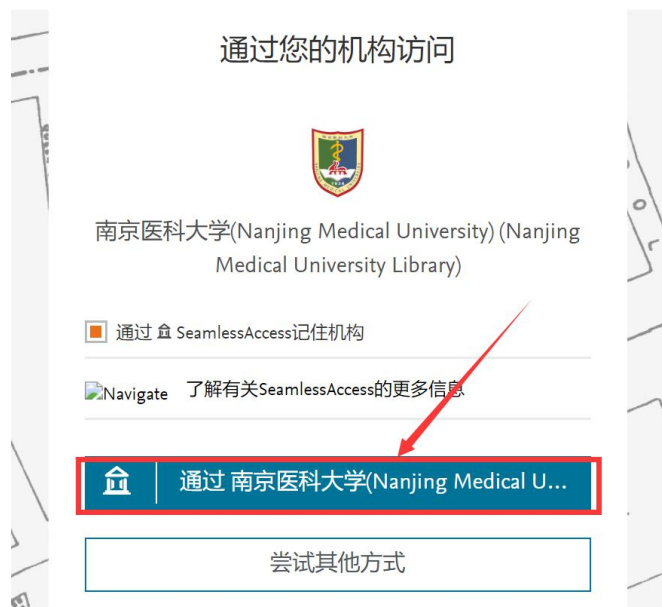 通过您的机构访问
南京医科大学(Nanjing Medical University) (Nanjing
Medical University Library)
通过 SeamlessAccess记住机构
Navigate 了解有关SeamlessAccess的更多信息
通过 南京医科大学(Nanjing Medical U...
尝试其他方式